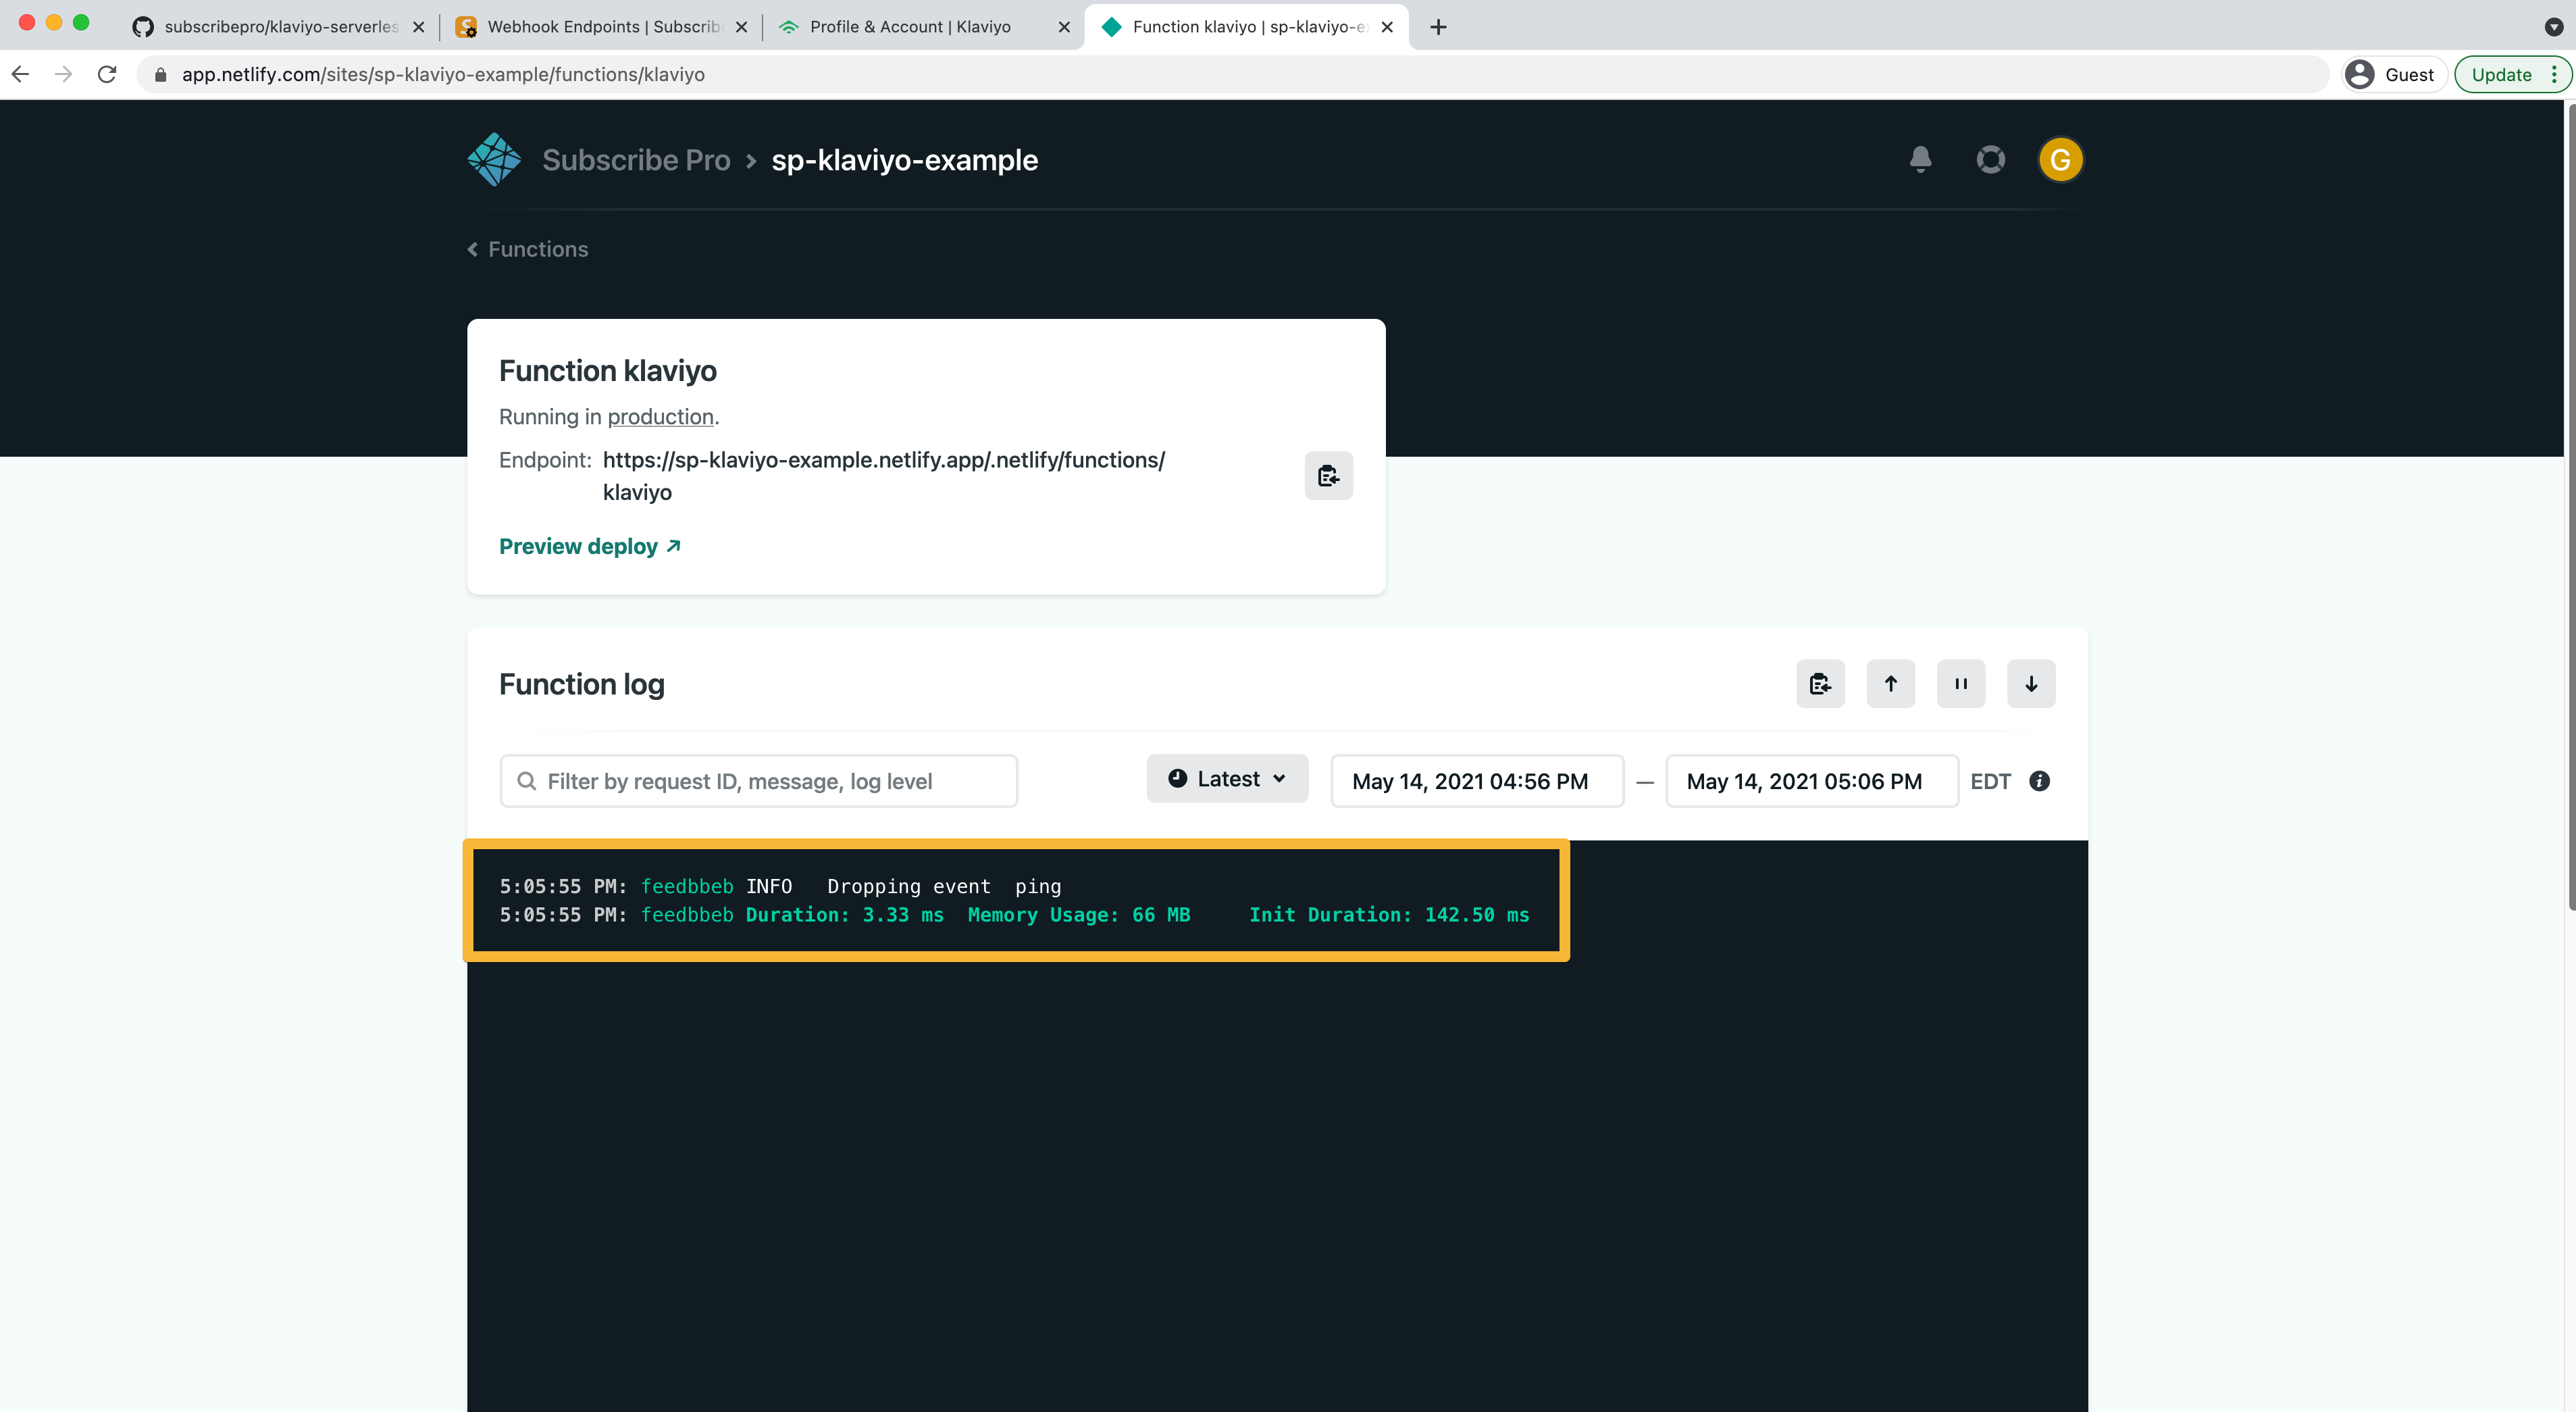 subscribepro/klaviyo-serverles
Webhook Endpoints | Subscrib
Profile & Account | Klaviyo
Function klaviyo | sp-klaviyo-e
app.netlify.com/sites/sp-klaviyo-example/functions/klaviyo
Guest
Update
Subscribe Pro > sp-klaviyo-example
G
Functions
Function klaviyo
Running in production.
Endpoint: https://sp-klaviyo-example.netlify.app/.netlify/functions/
klaviyo
Preview deploy
Function log
Filter by request ID, message, log level
Latest
May 14, 2021 04:56 PM — May 14, 2021 05:06 PM EDT
5:05:55 PM: feedbbeb INFO Dropping event ping
5:05:55 PM: feedbbeb Duration: 3.33 ms Memory Usage: 66 MB Init Duration: 142.50 ms